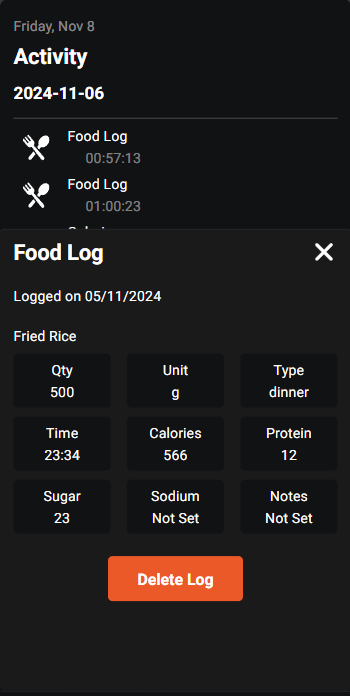 Friday, Nov 8
Activity
2024-11-06
Food Log
00:57:13
Food Log
01:00:23
Food Log
Logged on 05/11/2024
Fried Rice
Qty Unit Type
500 g dinner
Time Calories Protein
23:34 566 12
Sugar Sodium Notes
23 Not Set Not Set
Delete Log